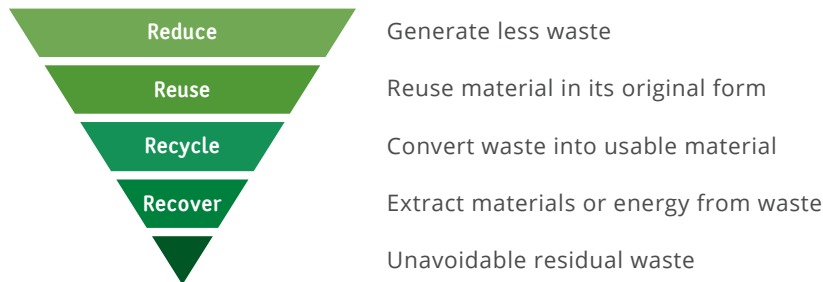 Reduce
Generate less waste
Reuse
Reuse material in its original form
Recycle
Convert waste into usable material
Recover
Extract materials or energy from waste
Unavoidable residual waste